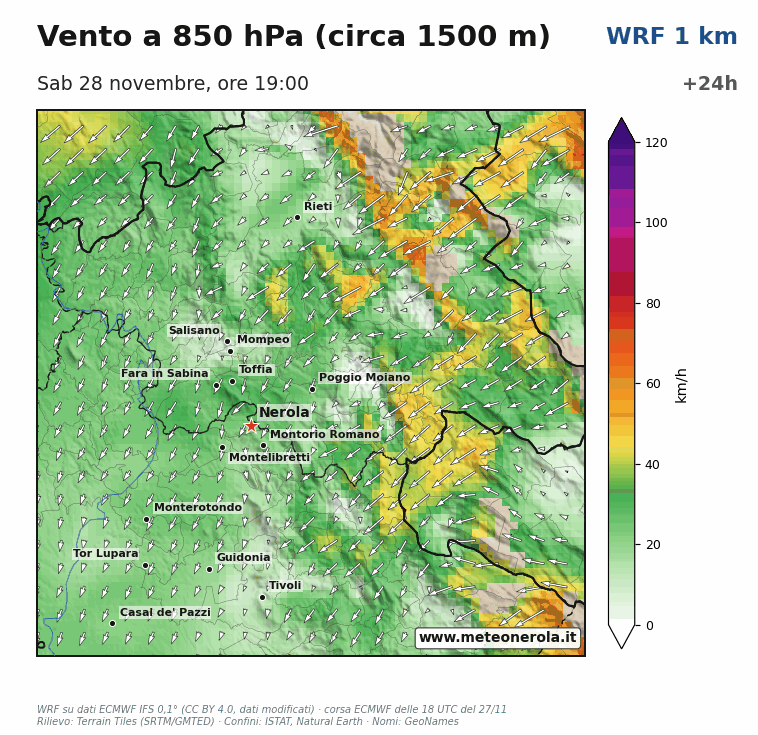 Vento a 850 hPa (circa 1500 m)
WRF 1 km
Sab 28 novembre, ore 19:00
+24h
Rieti
Salisano
Mompeo
Fara in Sabina
Toffia
Poggio Moiano
Nerola
Montorio Romano
Montelibretti
Monterotondo
Tor Lupara
Guidonia
Tivoli
Casal de' Pazzi
www.meteonerola.it
120
100
80
60
40
20
0
km/h
WRF su dati ECMWF IFS 0,1° (CC BY 4.0, dati modificati) · corsa ECMWF delle 18 UTC del 27/11
Rilievo: Terrain Tiles (SRTM/GMTED) · Confini: ISTAT, Natural Earth · Nomi: GeoNames